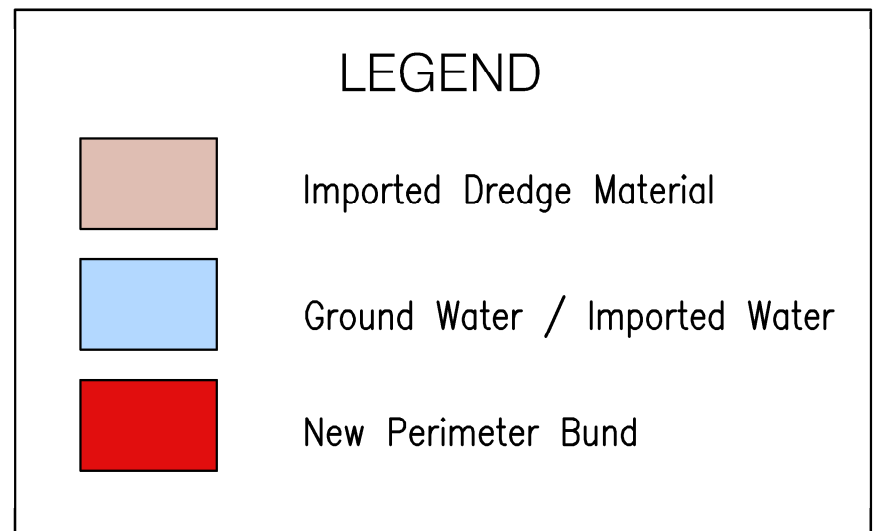 LEGEND
Imported Dredge Material
Ground Water / Imported Water
New Perimeter Bund